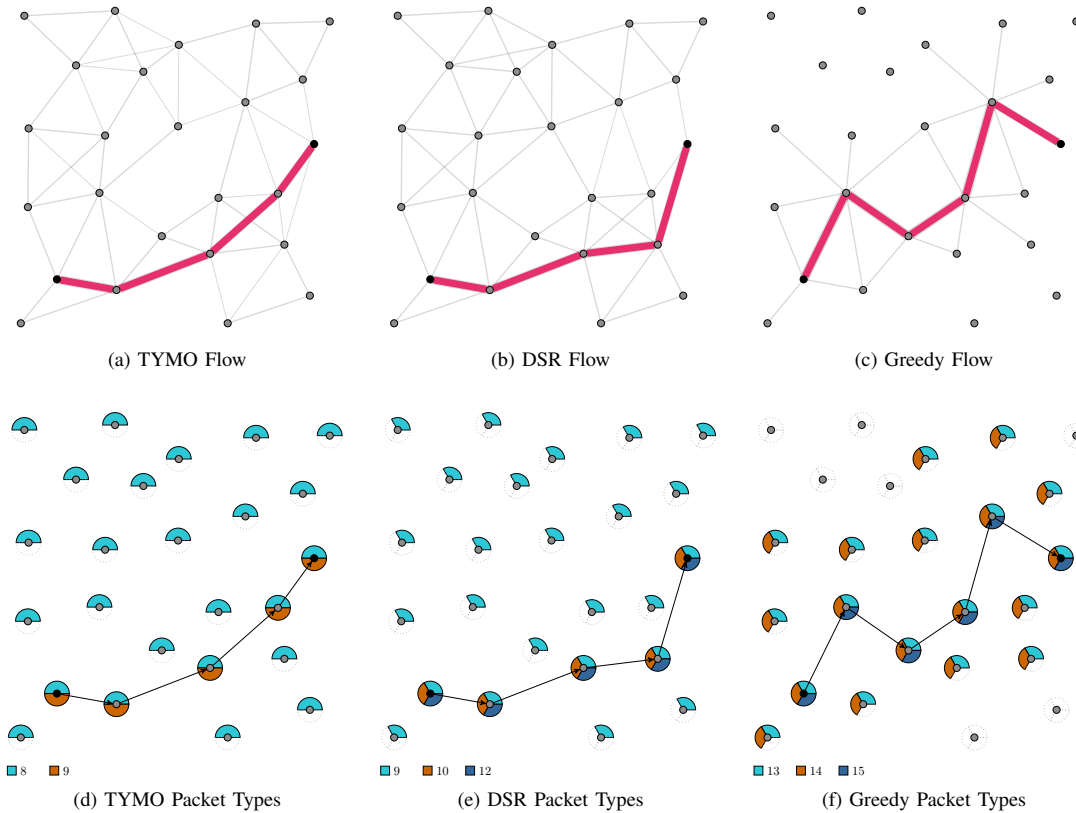 (a) TYMO Flow
(b) DSR Flow
(c) Greedy Flow
8 9
9 10 12
13 14 15
(d) TYMO Packet Types
(e) DSR Packet Types
(f) Greedy Packet Types